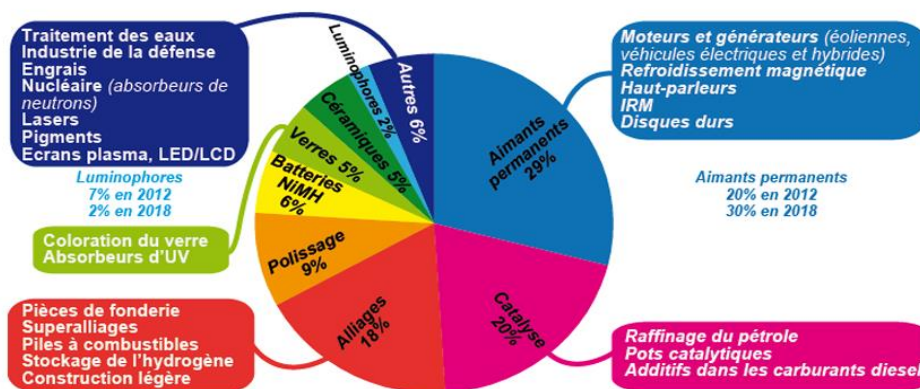 Traitement des eaux
Industrie de la défense
Engrais
Nucléaire (absorbeurs de
neutrons)
Lasers
Pigments
Ecrans plasma, LED/LCD
Luminophores
7% en 2012
2% en 2018
Coloration du verre
Absorbeurs d'UV
Pièces de fonderie
Superalliages
Piles à combustibles
Stockage de l'hydrogène
Construction légère
Luminophores 2%
Autres 6%
Céramiques 5%
Verres 5%
Batteries
NiMH
6%
Polissage
9%
Alliages
18%
Catalyse
20%
Aimants
permanents
29%
Moteurs et générateurs (éoliennes,
véhicules électriques et hybrides)
Refroidissement magnétique
Haut-parleurs
IRM
Disques durs
Aimants permanents
20% en 2012
30% en 2018
Raffinage du pétrole
Pots catalytiques
Additifs dans les carburants diesel